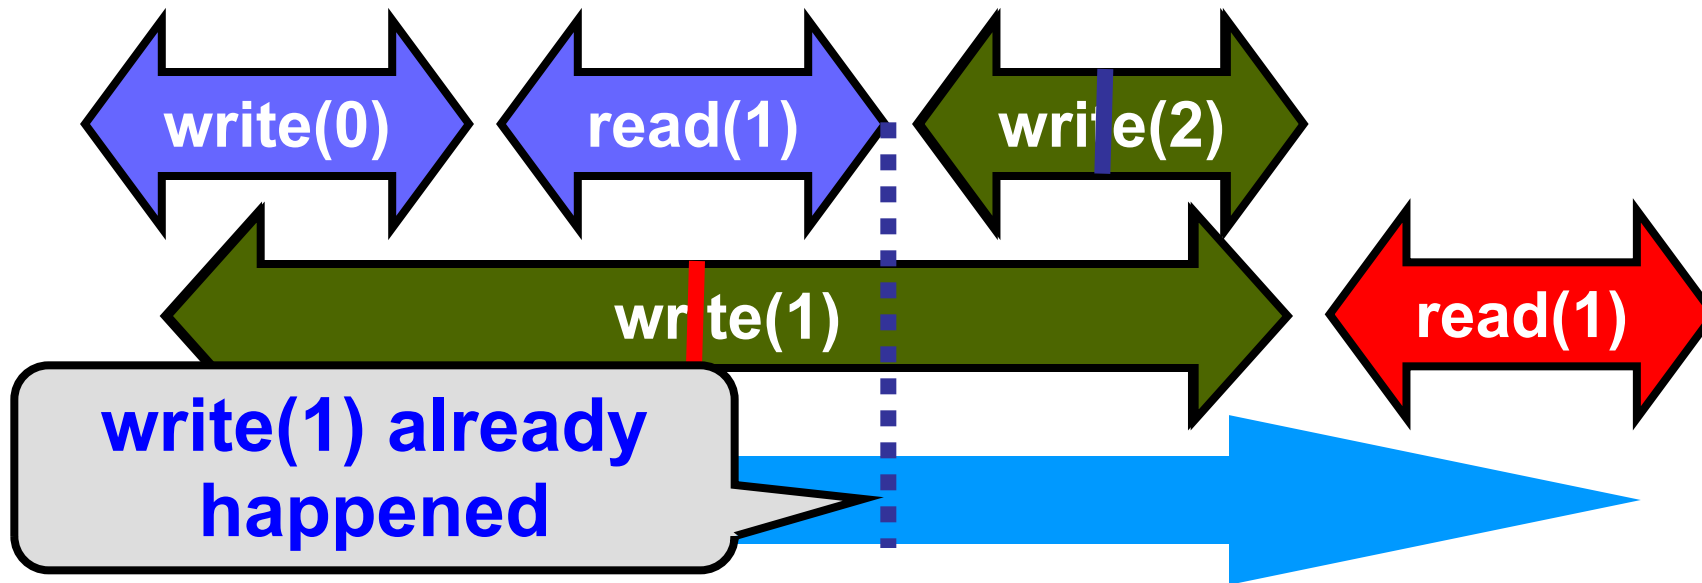 write(0)
read(1)
write(2)
write(1)
read(1)
write(1) already
happened